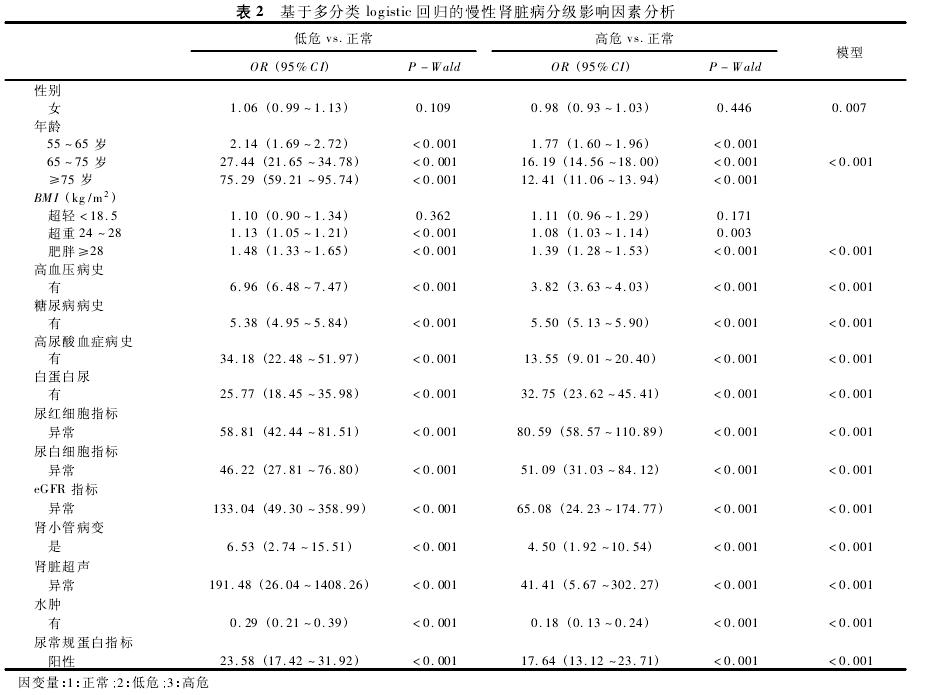 表 2 基于多分类 logistic 回归的慢性肾脏病分级影响因素分析
低危 vs. 正常 高危 vs. 正常 模型
OR (95%CI) P-Wald OR (95%CI) P-Wald
性别
女 1.06 (0.99~1.13) 0.109 0.98 (0.93~1.03) 0.446 0.007
年龄
55~65 岁 2.14 (1.69~2.72) <0.001 1.77 (1.60~1.96) <0.001
65~75 岁 27.44 (21.65~34.78) <0.001 16.19 (14.56~18.00) <0.001 <0.001
≥75 岁 75.29 (59.21~95.74) <0.001 12.41 (11.06~13.94) <0.001
BMI (kg/m²)
超轻<18.5 1.10 (0.90~1.34) 0.362 1.11 (0.96~1.29) 0.171
超重 24~28 1.13 (1.05~1.21) <0.001 1.08 (1.03~1.14) 0.003
肥胖≥28 1.48 (1.33~1.65) <0.001 1.39 (1.28~1.53) <0.001 <0.001
高血压病史
有 6.96 (6.48~7.47) <0.001 3.82 (3.63~4.03) <0.001 <0.001
糖尿病病史
有 5.38 (4.95~5.84) <0.001 5.50 (5.13~5.90) <0.001 <0.001
高尿酸血症病史
有 34.18 (22.48~51.97) <0.001 13.55 (9.01~20.40) <0.001 <0.001
白蛋白尿
有 25.77 (18.45~35.98) <0.001 32.75 (23.62~45.41) <0.001 <0.001
尿红细胞指标
异常 58.81 (42.44~81.51) <0.001 80.59 (58.57~110.89) <0.001 <0.001
尿白细胞指标
异常 46.22 (27.81~76.80) <0.001 51.09 (31.03~84.12) <0.001 <0.001
eGFR 指标
异常 133.04 (49.30~358.99) <0.001 65.08 (24.23~174.77) <0.001 <0.001
肾小管病变
是 6.53 (2.74~15.51) <0.001 4.50 (1.92~10.54) <0.001 <0.001
肾脏超声
异常 191.48 (26.04~1408.26) <0.001 41.41 (5.67~302.27) <0.001 <0.001
水肿
有 0.29 (0.21~0.39) <0.001 0.18 (0.13~0.24) <0.001 <0.001
尿常规蛋白指标
阳性 23.58 (17.42~31.92) <0.001 17.64 (13.12~23.71) <0.001 <0.001
因变量:1:正常;2:低危;3:高危